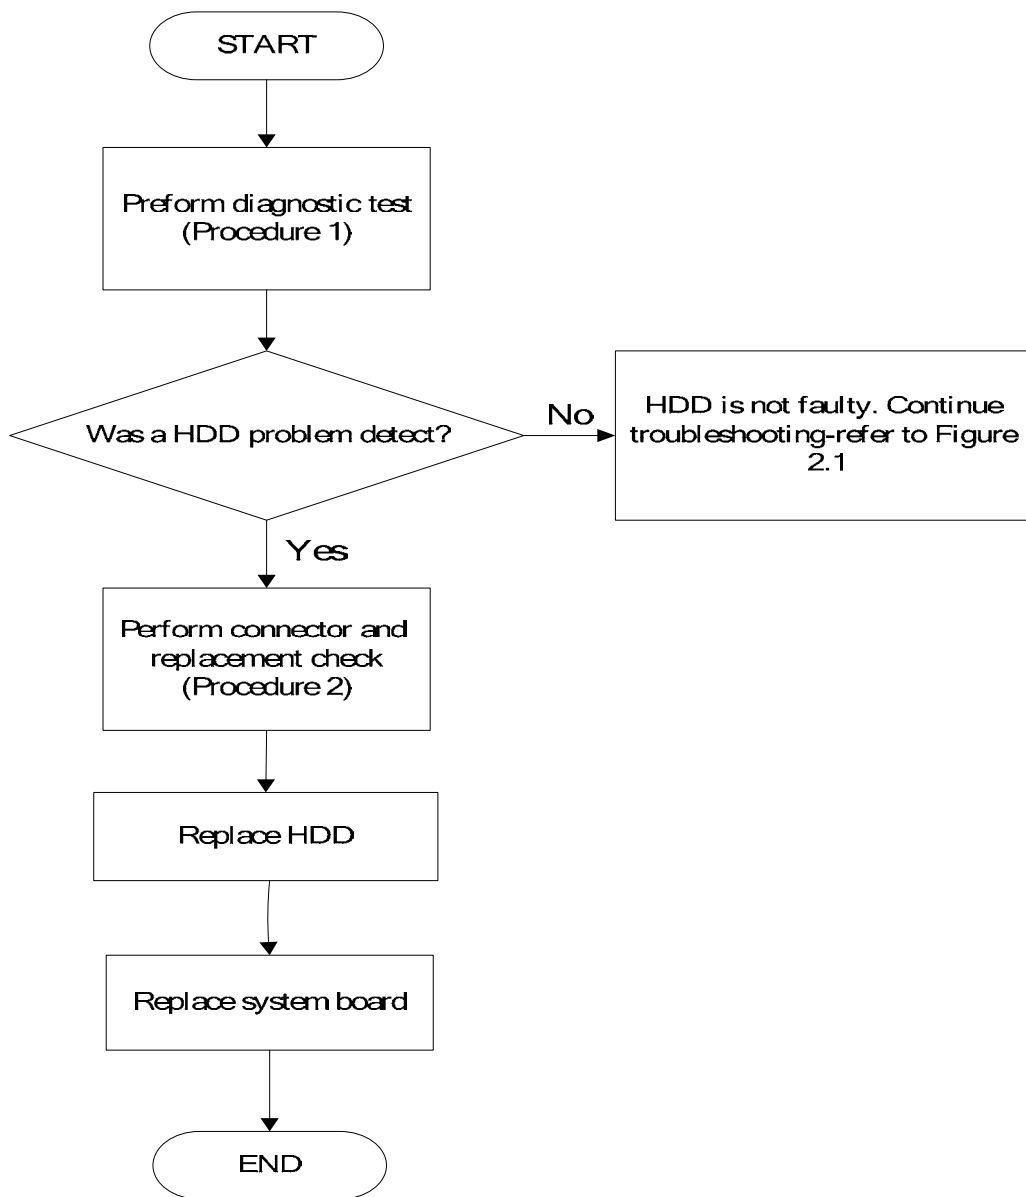 START
Preform diagnostic test
(Procedure 1)
Was a HDD problem detect?
No
HDD is not faulty. Continue
troubleshooting-refer to Figure
2.1
Yes
Perform connector and
replacement check
(Procedure 2)
Replace HDD
Replace system board
END